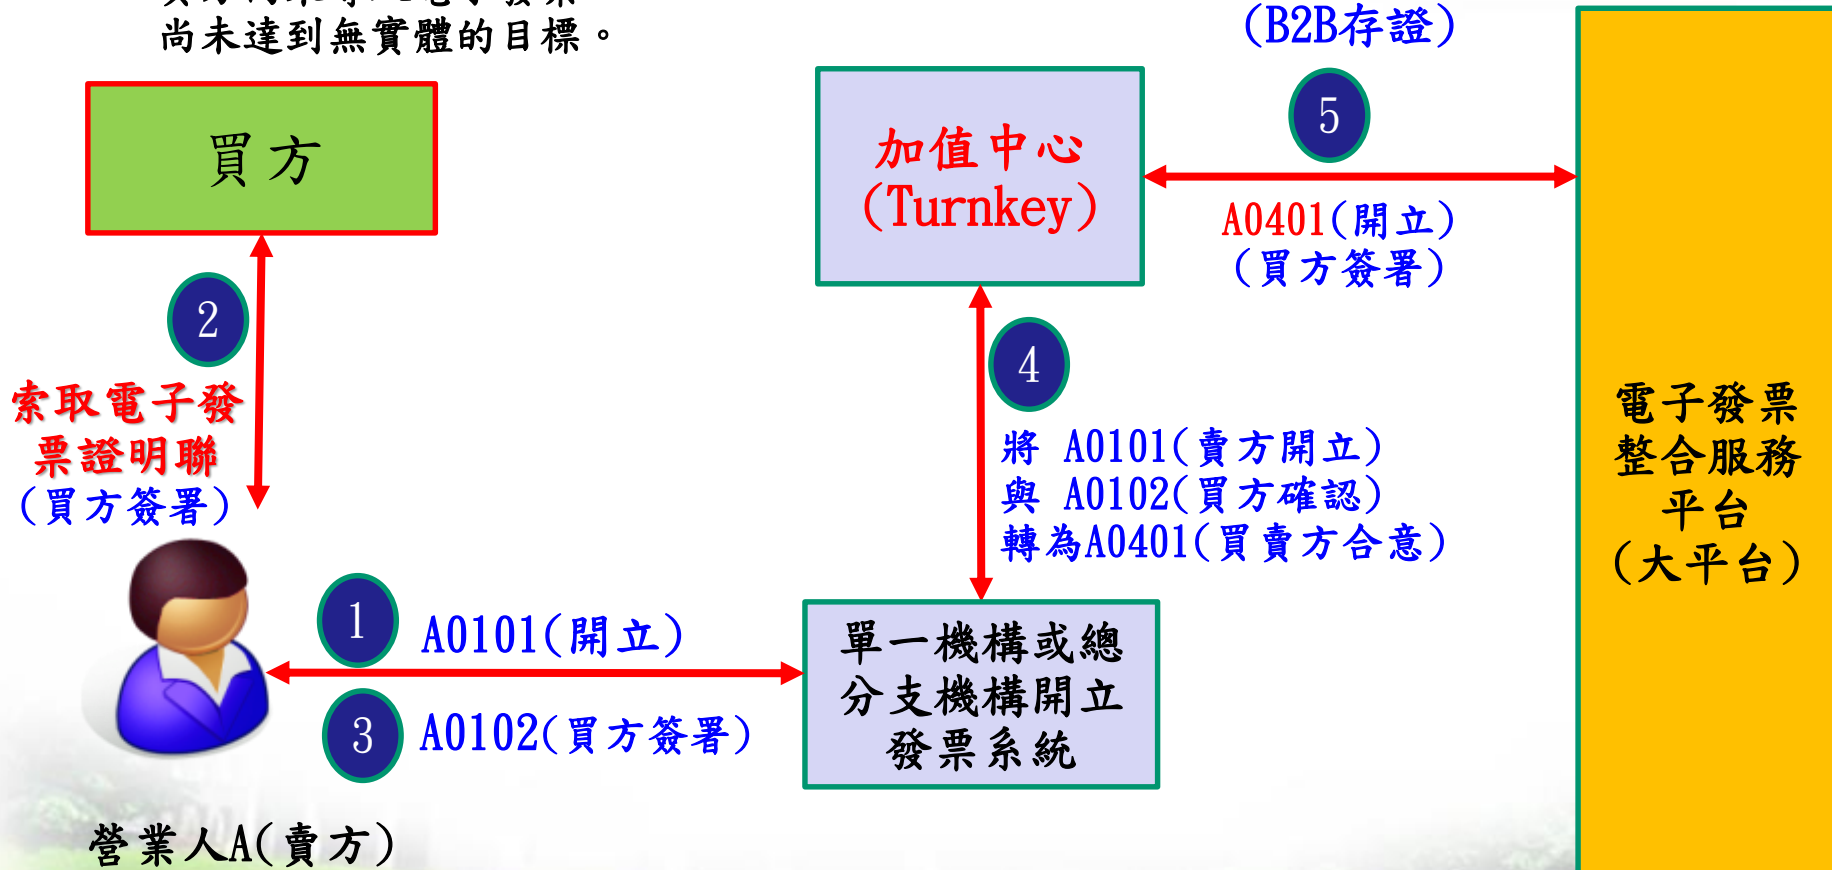 尚未達到無實體的目標。
(B2B存證)
5
買方
加值中心
(Turnkey)
A0401(開立)
(買方簽署)
2
4
索取電子發
票證明聯
(買方簽署)
將 A0101(賣方開立)
與 A0102(買方確認)
轉為A0401(買賣方合意)
電子發票
整合服務
平台
(大平台)
1
A0101(開立)
3
A0102(買方簽署)
單一機構或總
分支機構開立
發票系統
營業人A(賣方)